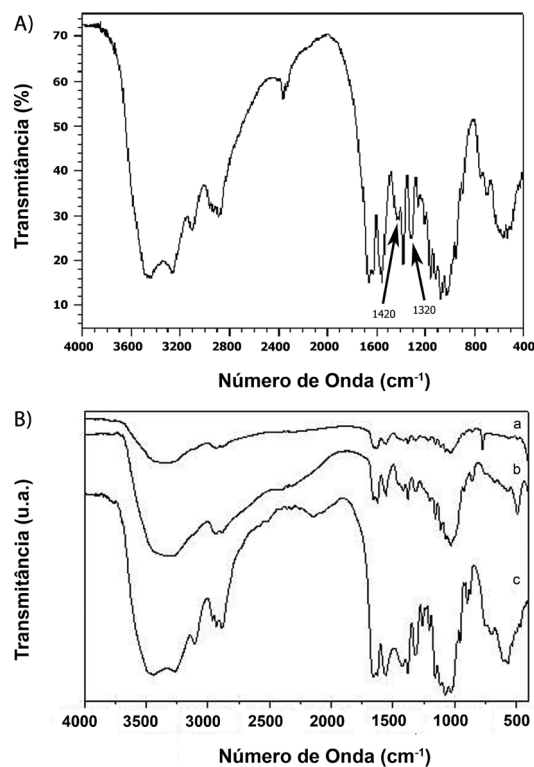 A)
Transmitância (%)
70
60
50
40
30
20
10
1420
1320
4000 3600 3200 2800 2400 2000 1600 1200 800 400
Número de Onda (cm⁻¹)
B)
Transmitância (u.a.)
a
b
c
4000 3500 3000 2500 2000 1500 1000 500
Número de Onda (cm⁻¹)